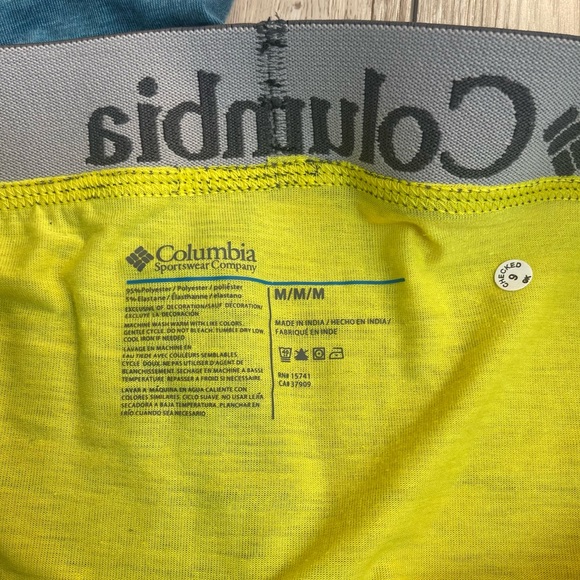 Columbia
Columbia
Sportswear Company
95% Polyester / Polyester / poliéster
5% Elastane / Élasthanne / elastano
EXCLUSIVE OF DECORATION/SAUF DÉCORATION/
EXCLUYE LA DECORACIÓN
MACHINE WASH WARM WITH LIKE COLORS.
GENTLE CYCLE. DO NOT BLEACH. TUMBLE DRY LOW.
COOL IRON IF NEEDED
LAVAGE EN MACHINE EN
EAU TIEDE AVEC COULEURS SEMBLABLES.
CYCLE DOUX. NE PAS UTILISER D'AGENT DE
BLANCHISSEMENT. SECHAGE EN MACHINE A BASSE
TEMPERATURE REPASSER A FROID SI NECESSAIRE.
LAVAR A MÁQUINA EN AGUA CALIENTE CON
COLORES SIMILARES. CICLO SUAVE. NO USAR LEJÍA
SECADORA A BAJA TEMPERATURA. PLANCHAR EN
FRÍO CUANDO SEA NECESARIO
M/M/M
MADE IN INDIA / HECHO EN INDIA /
FABRIQUÉ EN INDE
RN# 15741
CA# 37909
CHECKED
9
OK